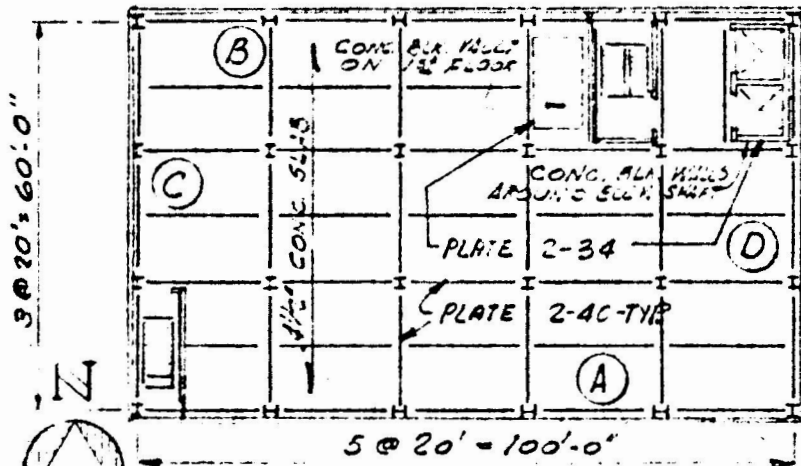 B
CONC. BLK. VAULT
ON 1st FLOOR
3 @ 20' = 60'-0"
CONC. SLAB
C
CONC. BLK. WALLS
AROUND ELEV. SHAFT
PLATE 2-34
D
PLATE 2-4C-TYP
A
N
5 @ 20' = 100'-0"